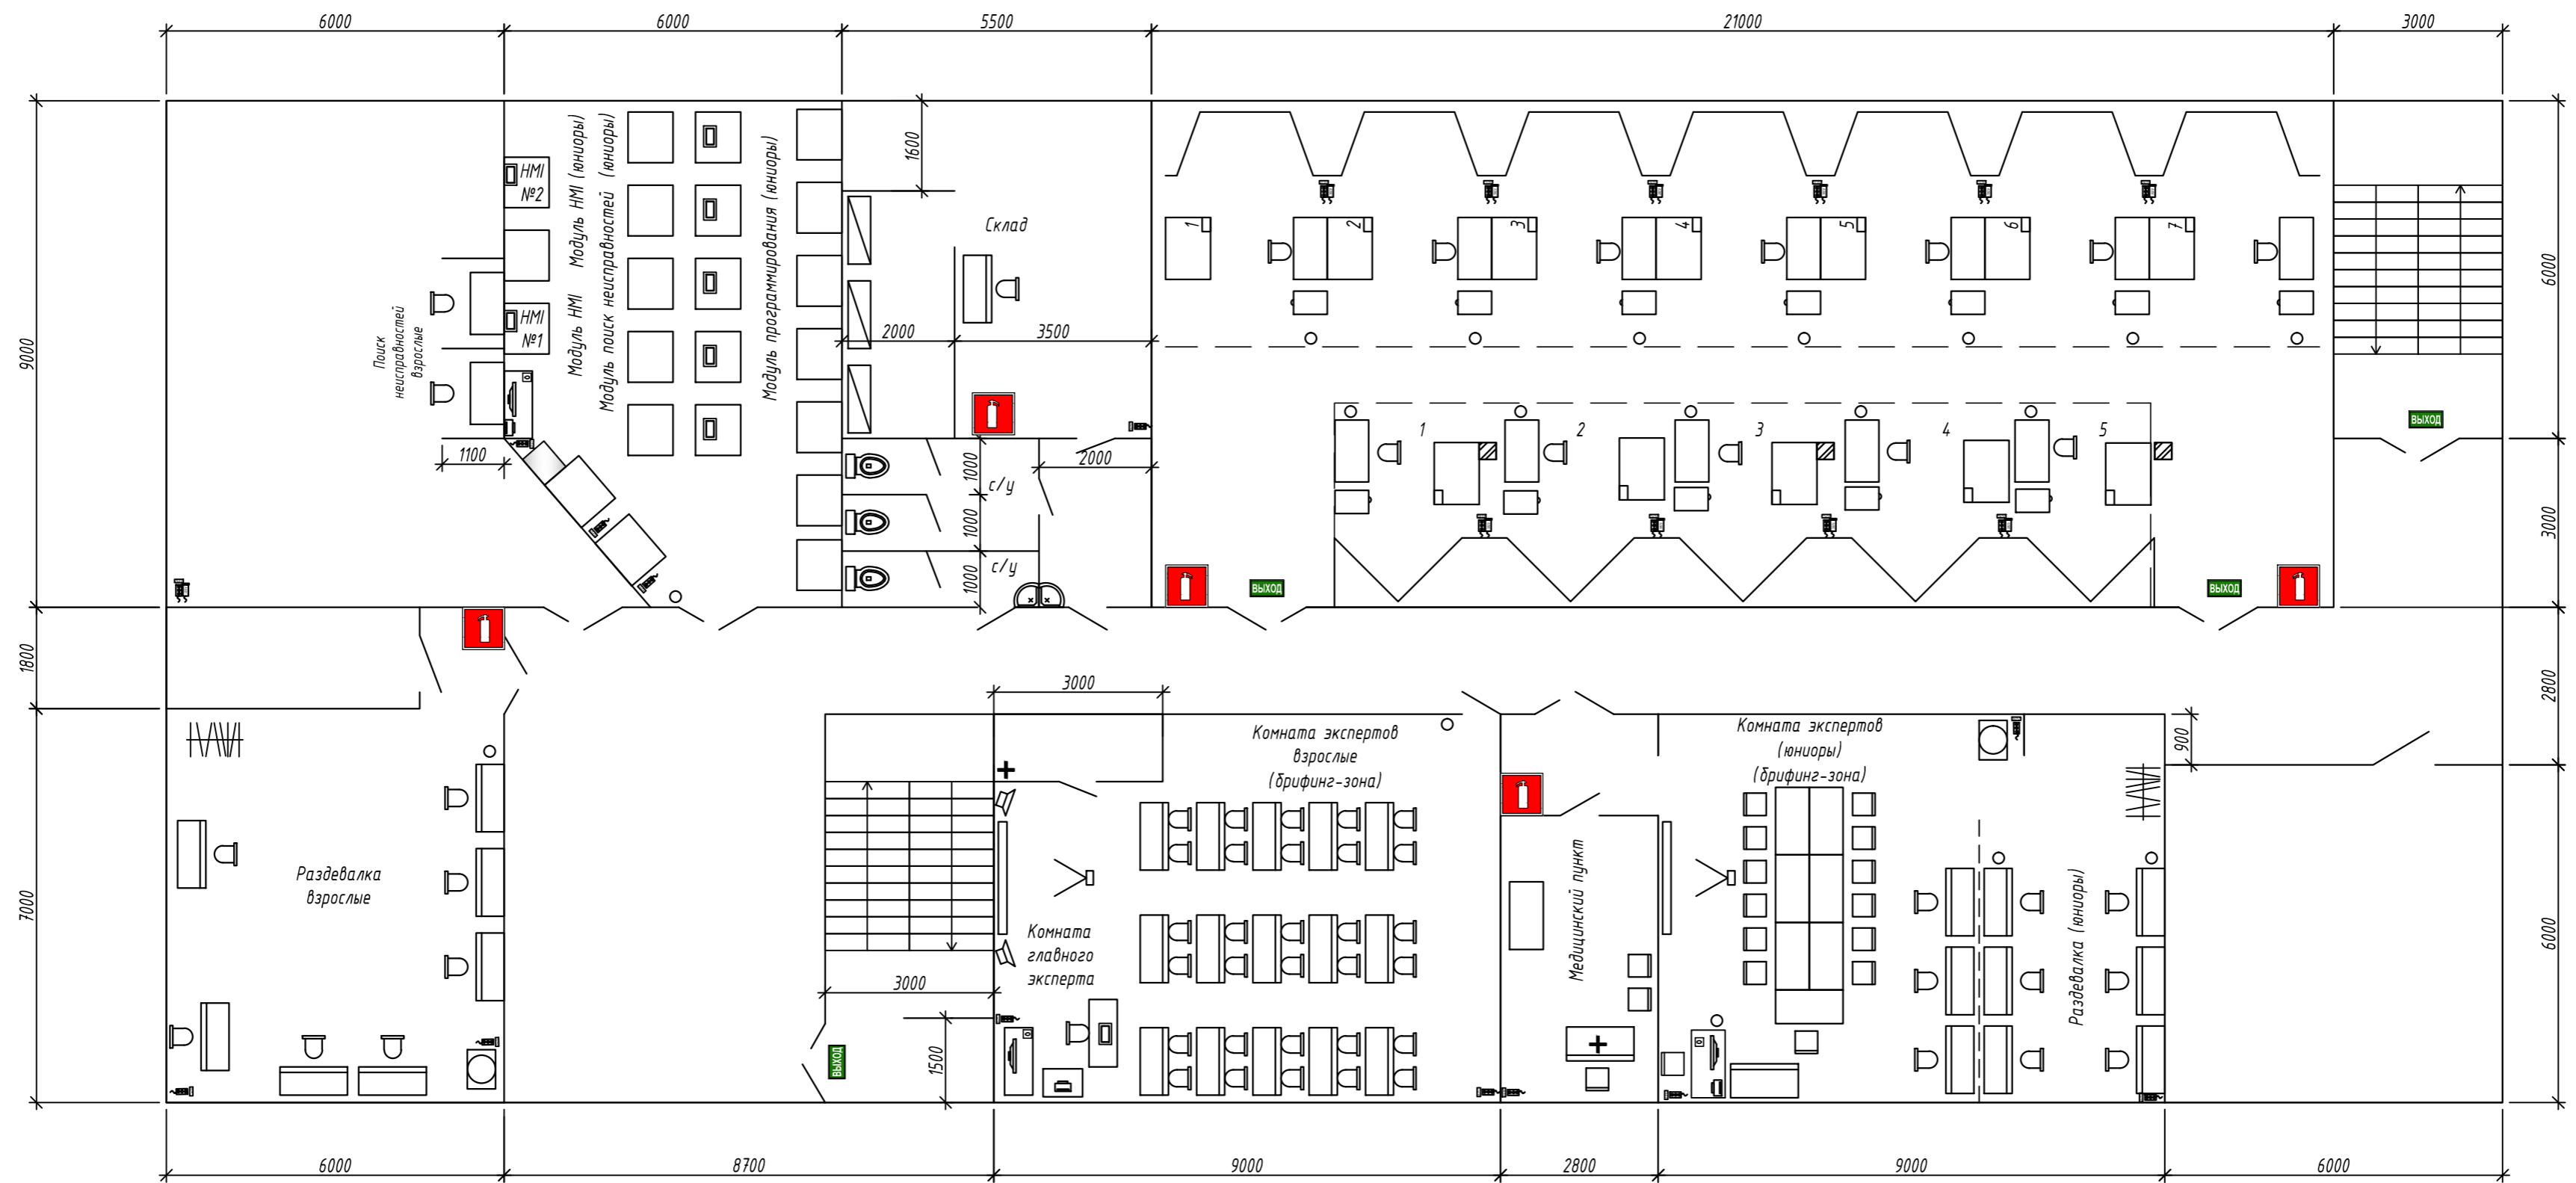 6000
6000
5500
21000
3000
9000
1800
7000
6000
3000
2800
6000
900
Поиск
неисправностей
взрослые
1100
HMI
№2
HMI
№1
Модуль HMI
Модуль HMI (юниоры)
Модуль поиск неисправностей (юниоры)
Модуль программирования (юниоры)
1600
Склад
2000
3500
1000
1000
1000
с/у
с/у
2000
1
2
3
4
5
6
7
1
2
3
4
5
ВЫХОД
ВЫХОД
ВЫХОД
Раздевалка
взрослые
3000
1500
ВЫХОД
3000
Комната
главного
эксперта
Комната экспертов
взрослые
(брифинг-зона)
Медицинский пункт
Комната экспертов
(юниоры)
(брифинг-зона)
Раздевалка (юниоры)
6000
8700
9000
2800
9000
6000